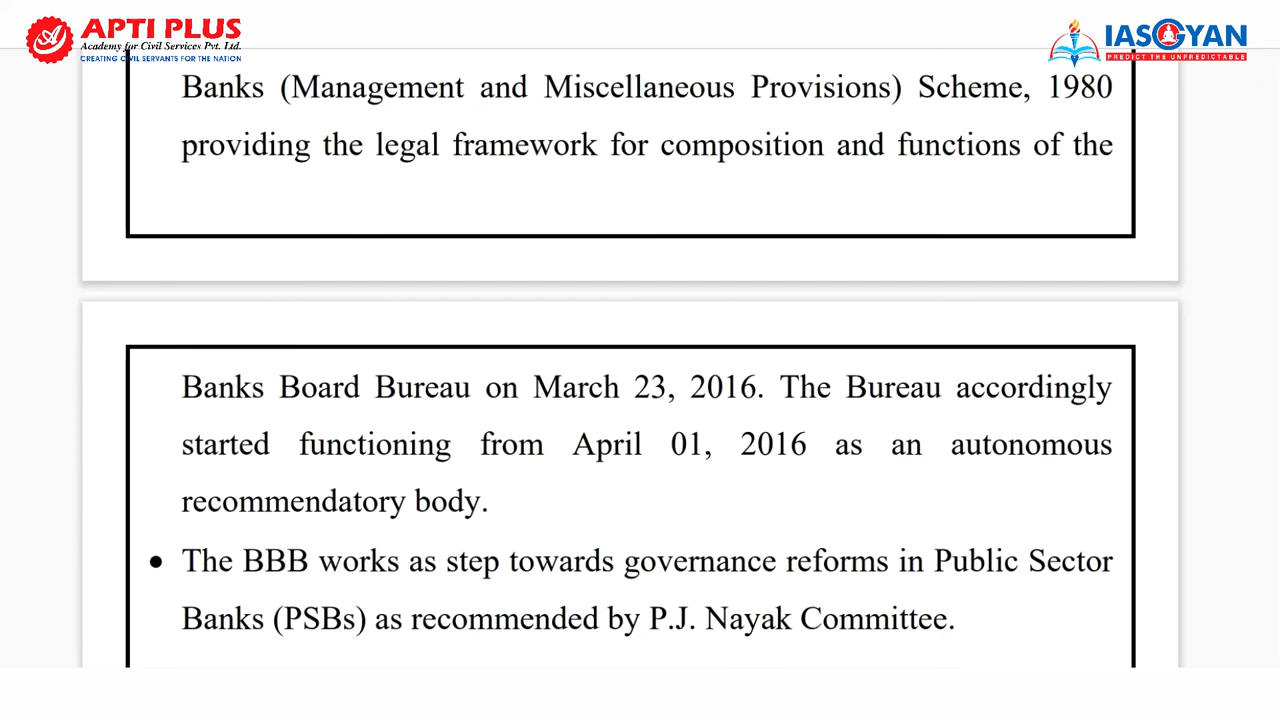 APTI PLUS
Academy for Civil Services Pvt. Ltd.
CREATING CIVIL SERVANTS FOR THE NATION
IASGYAN
PREDICT THE UNPREDICTABLE
Banks (Management and Miscellaneous Provisions) Scheme, 1980
providing the legal framework for composition and functions of the
Banks Board Bureau on March 23, 2016. The Bureau accordingly
started functioning from April 01, 2016 as an autonomous
recommendatory body.
• The BBB works as step towards governance reforms in Public Sector
Banks (PSBs) as recommended by P.J. Nayak Committee.